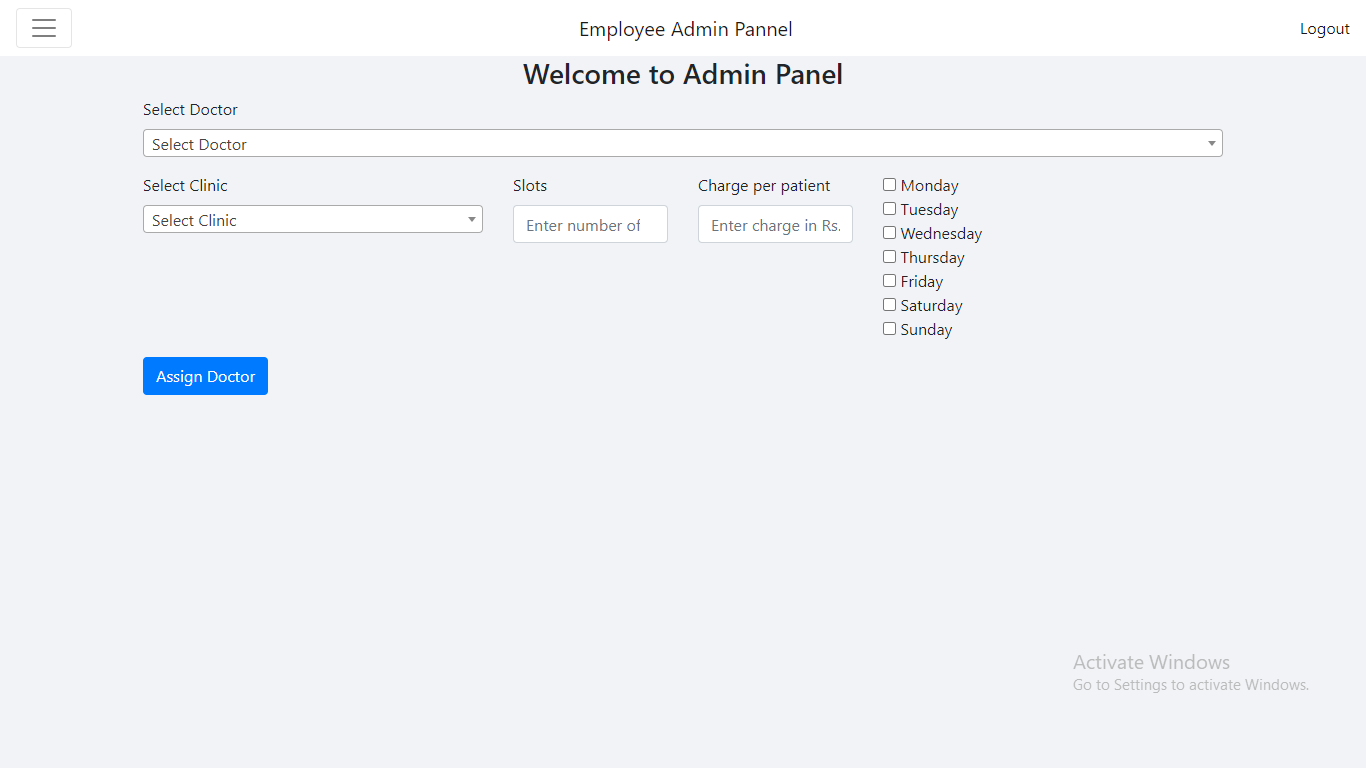 Employee Admin Pannel
Logout
Welcome to Admin Panel
Select Doctor
Select Doctor
Select Clinic
Select Clinic
Slots
Enter number of
Charge per patient
Enter charge in Rs.
Monday
Tuesday
Wednesday
Thursday
Friday
Saturday
Sunday
Assign Doctor
Activate Windows
Go to Settings to activate Windows.